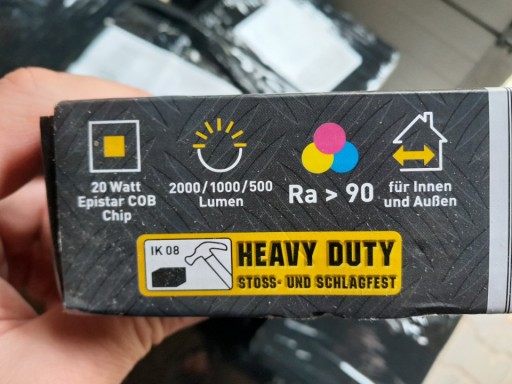 20 Watt
Epistar COB
Chip
2000/1000/500
Lumen
Ra > 90
für Innen
und Außen
IK 08
HEAVY DUTY
STOSS- UND SCHLAGFEST